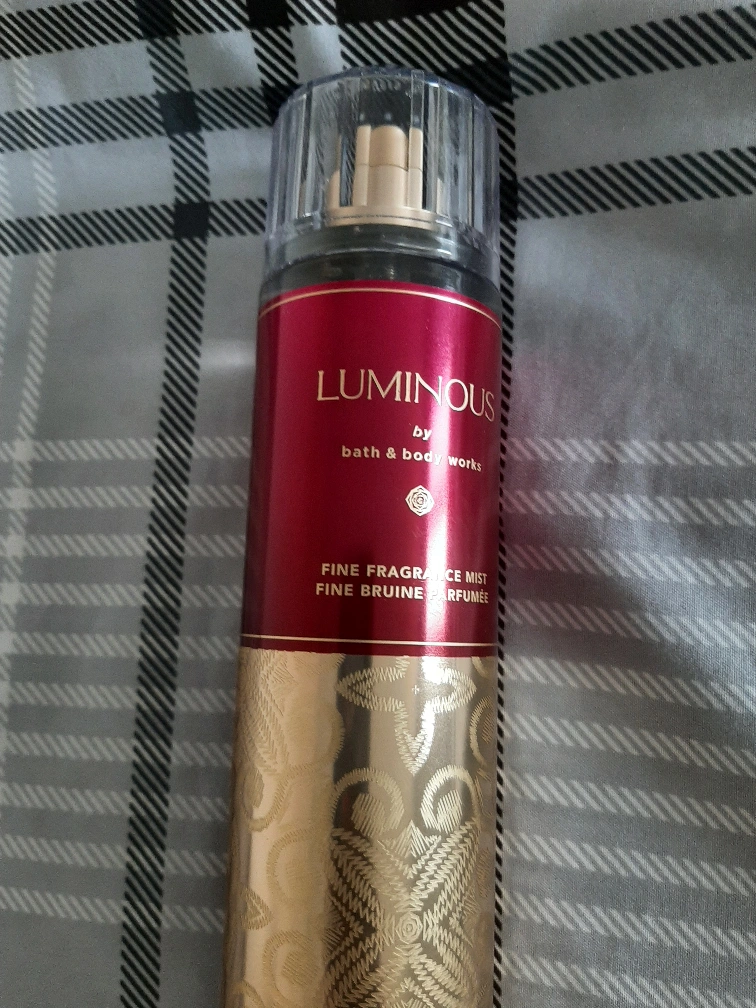 LUMINOUS
by
bath & body works
FINE FRAGRANCE MIST
FINE BRUINE PARFUMÉE